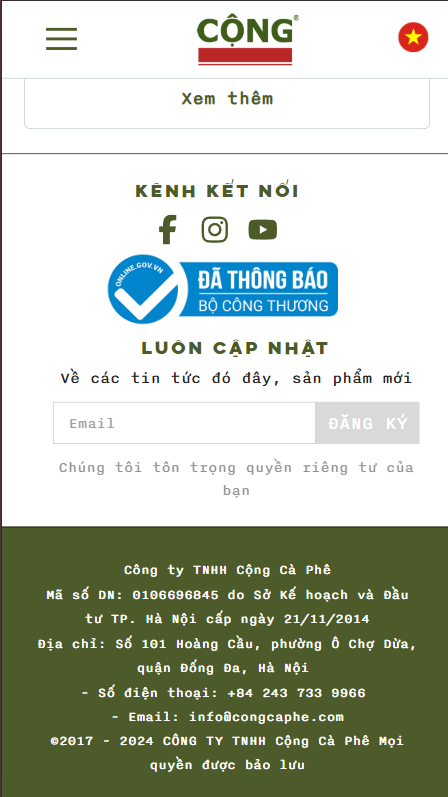 CỘNG®
Xem thêm
KÊNH KẾT NỐI
ONLINE.GOV.VN
ĐÃ THÔNG BÁO
BỘ CÔNG THƯƠNG
LUÔN CẬP NHẬT
Về các tin tức đó đây, sản phẩm mới
Email
ĐĂNG KÝ
Chúng tôi tôn trọng quyền riêng tư của
bạn
Công ty TNHH Cộng Cà Phê
Mã số DN: 0106696845 do Sở Kế hoạch và Đầu
tư TP. Hà Nội cấp ngày 21/11/2014
Địa chỉ: Số 101 Hoàng Cầu, phường Ô Chợ Dừa,
quận Đống Đa, Hà Nội
- Số điện thoại: +84 243 733 9966
- Email: info@congcaphe.com
©2017 - 2024 CÔNG TY TNHH Cộng Cà Phê Mọi
quyền được bảo lưu